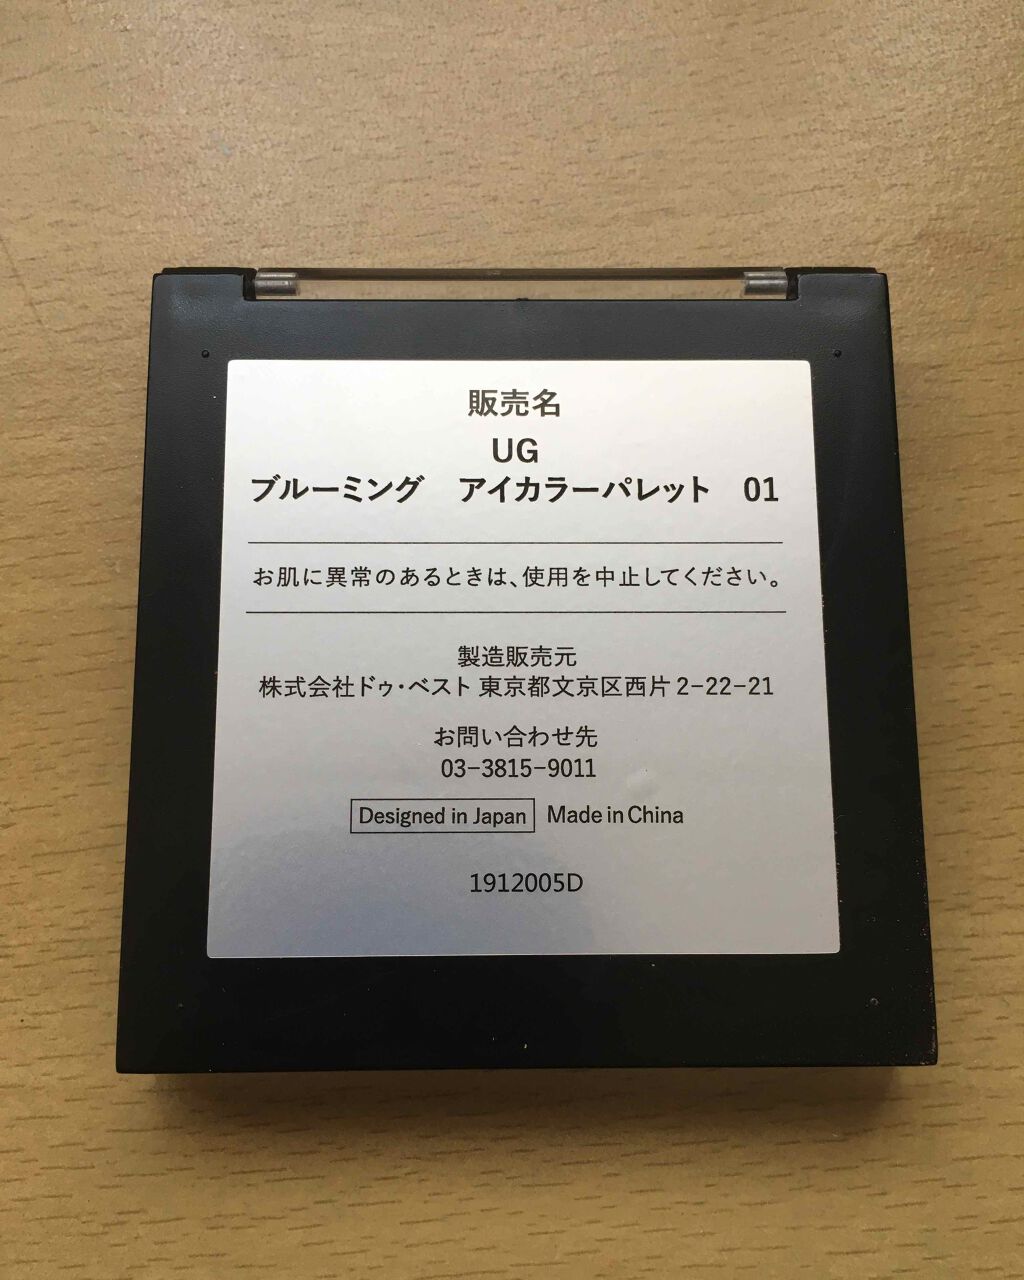 販売名
UG
ブルーミング　アイカラーパレット　01
お肌に異常のあるときは、使用を中止してください。
製造販売元
株式会社ドゥ・ベスト 東京都文京区西片2-22-21
お問い合わせ先
03-3815-9011
Designed in Japan Made in China
1912005D